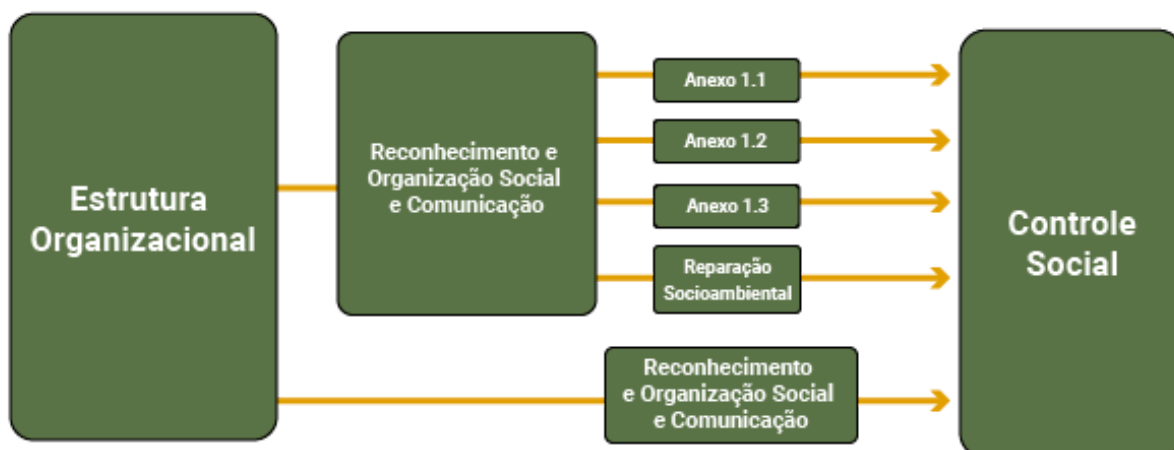 Estrutura
Organizacional
Reconhecimento e
Organização Social
e Comunicação
Anexo 1.1
Anexo 1.2
Anexo 1.3
Reparação
Socioambiental
Reconhecimento
e Organização Social
e Comunicação
Controle
Social